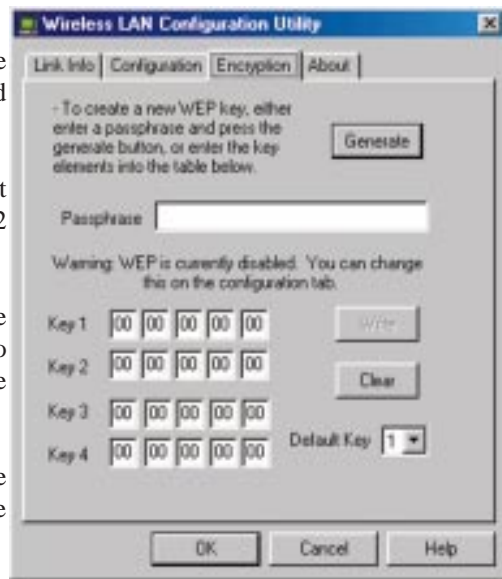 Wireless LAN Configuration Utility
Link Info Configuration Encryption About
- To create a new WEP key, either
enter a passphrase and press the
generate button, or enter the key
elements into the table below.
Generate
Passphrase
Warning: WEP is currently disabled. You can change
this on the configuration tab.
Key 1 00 00 00 00 00 Write
Key 2 00 00 00 00 00
Clear
Key 3 00 00 00 00 00
Default Key 1
Key 4 00 00 00 00 00
OK Cancel Help